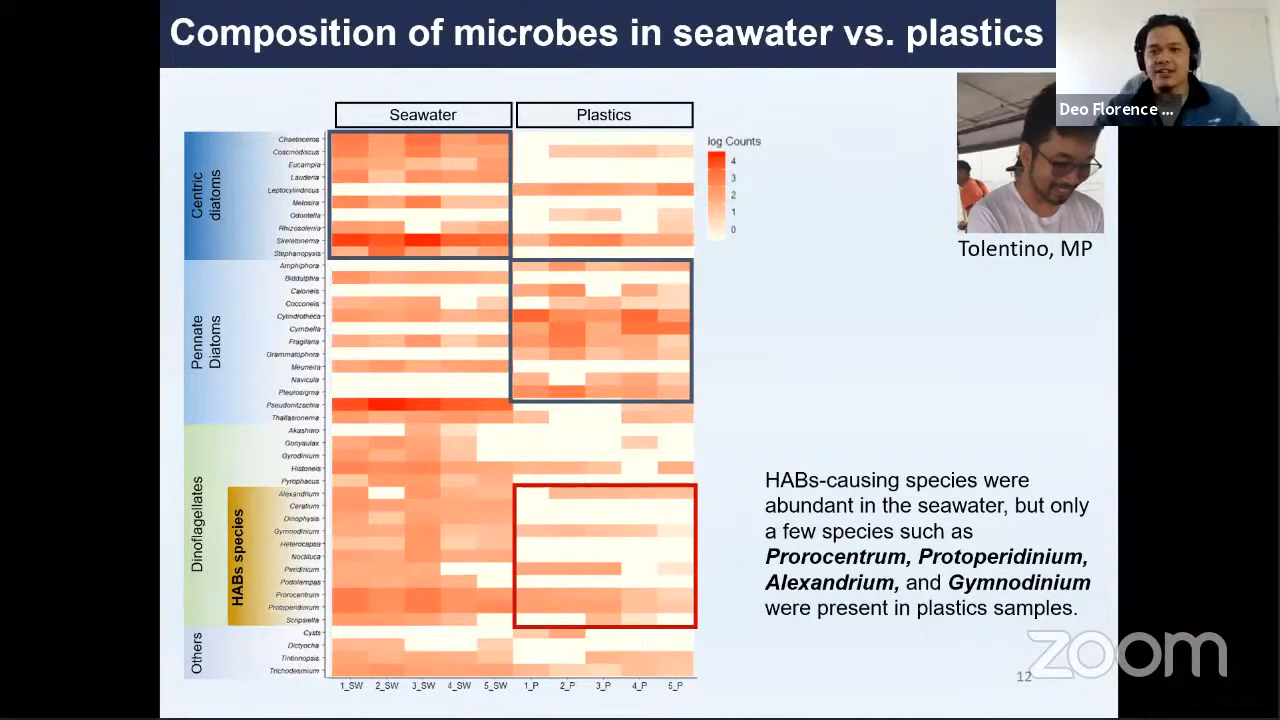 Composition of microbes in seawater vs. plastics
Deo Florence ...
Tolentino, MP
Seawater
Plastics
log Counts
4
3
2
1
0
Centric
diatoms
Pennate
Diatoms
Dinoflagellates
HABs species
Others
Chaetoceros
Coscinodiscus
Eucampia
Lauderia
Leptocylindricus
Melosira
Odontella
Rhizosolenia
Skeletonema
Stephanopyxis
Amphiphora
Biddulphia
Caloneis
Cocconeis
Cylindrotheca
Cymbella
Fragilaria
Grammatophora
Meuneira
Navicula
Pleurosigma
Pseudonitzschia
Thallasionema
Akashiwo
Gonyaulax
Gyrodinium
Histoneis
Pyrophacus
Alexandrium
Ceratium
Dinophysis
Gymnodinium
Heterocapsa
Noctiluca
Peridinium
Podolampas
Prorocentrum
Protoperidinium
Scripsiella
Cysts
Dictyocha
Tintinnopsis
Trichodesmium
1_SW 2_SW 3_SW 4_SW 5_SW 1_P 2_P 3_P 4_P 5_P
HABs-causing species were
abundant in the seawater, but only
a few species such as
Prorocentrum, Protoperidinium,
Alexandrium, and Gymnodinium
were present in plastics samples.
12
zoom